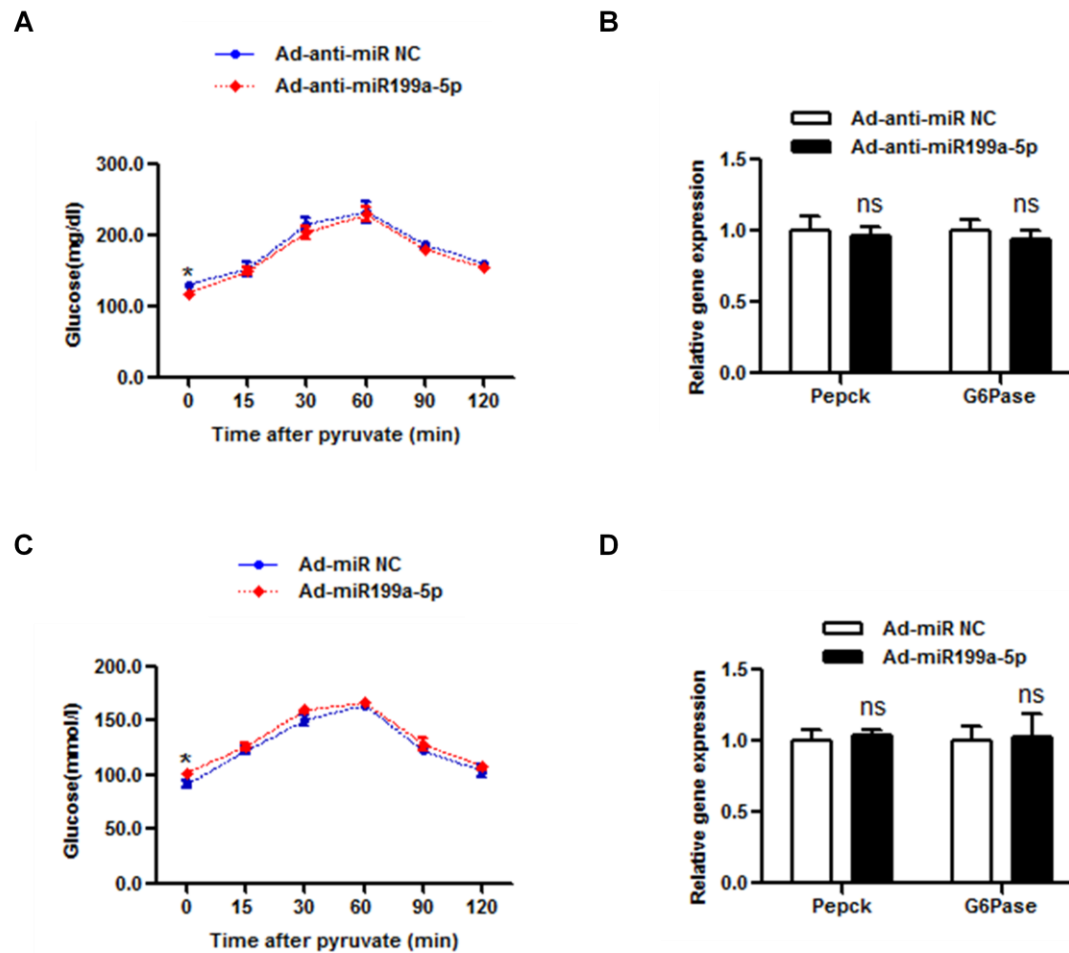 A
Ad-anti-miR NC
Ad-anti-miR199a-5p
Glucose(mg/dl)
300.0
200.0
100.0
0.0
*
0 15 30 60 90 120
Time after pyruvate (min)
B
Ad-anti-miR NC
Ad-anti-miR199a-5p
Relative gene expression
1.5
1.0
0.5
0.0
ns ns
Pepck G6Pase
C
Ad-miR NC
Ad-miR199a-5p
Glucose(mmol/l)
200.0
150.0
100.0
50.0
0.0
*
0 15 30 60 90 120
Time after pyruvate (min)
D
Ad-miR NC
Ad-miR199a-5p
Relative gene expression
1.5
1.0
0.5
0.0
ns ns
Pepck G6Pase